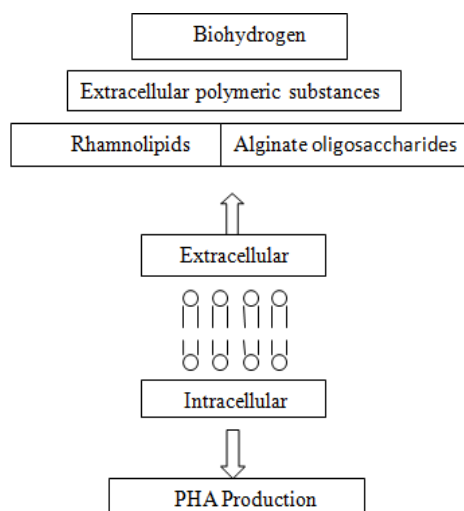 Biohydrogen
Extracellular polymeric substances
Rhamnolipids
Alginate oligosaccharides
Extracellular
Intracellular
PHA Production